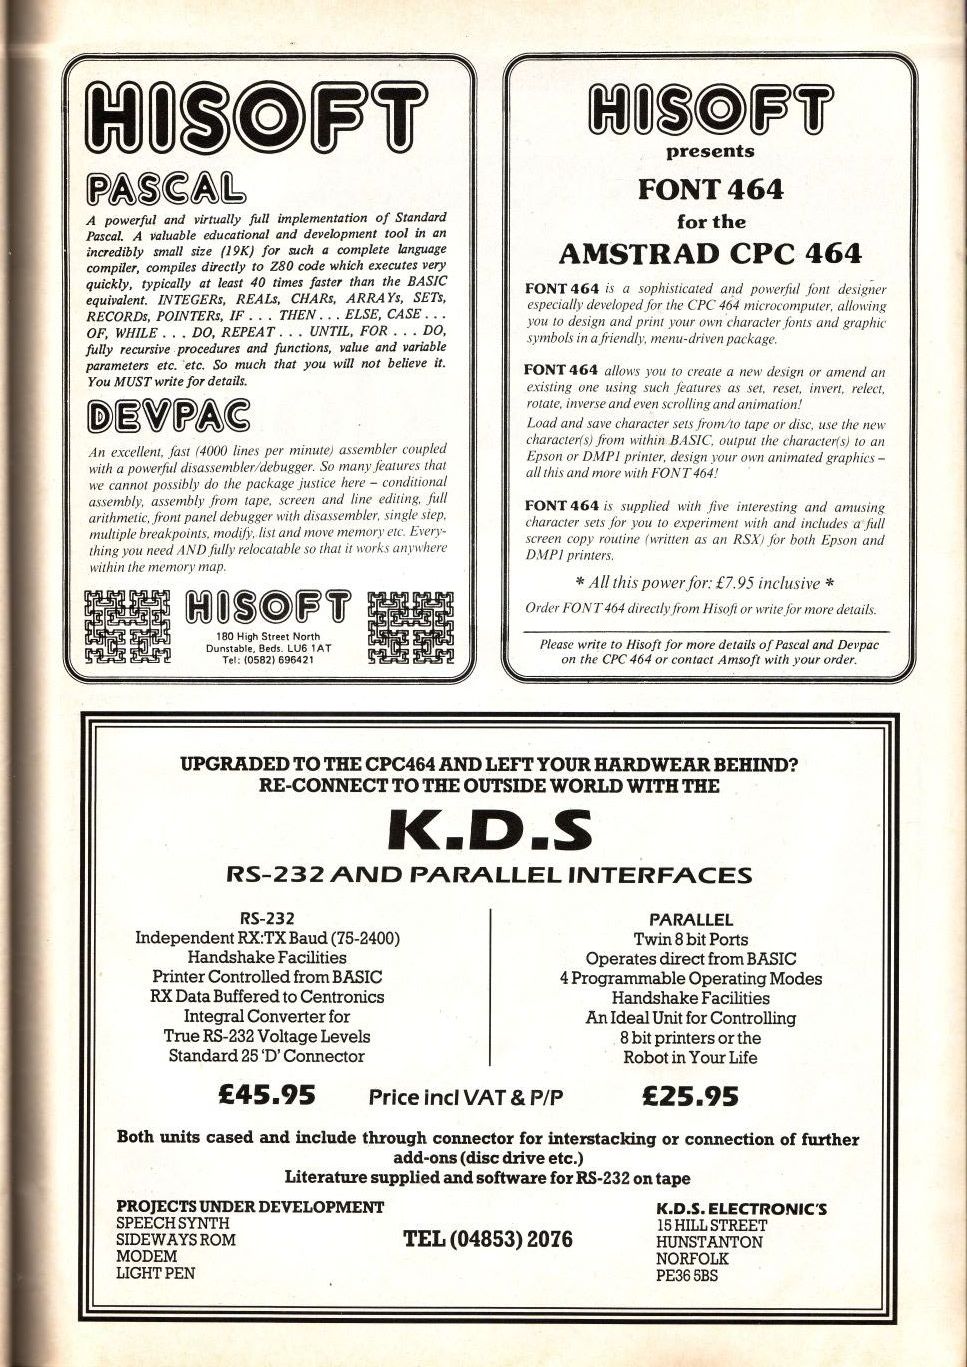 HISOFT
PASCAL
A powerful and virtually full implementation of Standard
Pascal. A valuable educational and development tool in an
incredibly small size (19K) for such a complete language
compiler, compiles directly to Z80 code which executes very
quickly, typically at least 40 times faster than the BASIC
equivalent. INTEGERs, REALs, CHARs, ARRAYs, SETs,
RECORDs, POINTERs, IF . . . THEN . . . ELSE, CASE . . .
OF, WHILE . . . DO, REPEAT . . . UNTIL, FOR . . . DO,
fully recursive procedures and functions, value and variable
parameters etc. etc. So much that you will not believe it.
You MUST write for details.
DEVPAC
An excellent, fast (4000 lines per minute) assembler coupled
with a powerful disassembler/debugger. So many features that
we cannot possibly do the package justice here – conditional
assembly, assembly from tape, screen and line editing, full
arithmetic, front panel debugger with disassembler, single step,
multiple breakpoints, modify, list and move memory etc. Every-
thing you need AND fully relocatable so that it works anywhere
within the memory map.
HISOFT
180 High Street North
Dunstable, Beds. LU6 1AT
Tel: (0582) 696421
HISOFT
presents
FONT 464
for the
AMSTRAD CPC 464
FONT 464 is a sophisticated and powerful font designer
especially developed for the CPC 464 microcomputer, allowing
you to design and print your own character fonts and graphic
symbols in a friendly, menu-driven package.
FONT 464 allows you to create a new design or amend an
existing one using such features as set, reset, invert, relect,
rotate, inverse and even scrolling and animation!
Load and save character sets from/to tape or disc, use the new
character(s) from within BASIC, output the character(s) to an
Epson or DMP1 printer, design your own animated graphics –
all this and more with FONT 464!
FONT 464 is supplied with five interesting and amusing
character sets for you to experiment with and includes a full
screen copy routine (written as an RSX) for both Epson and
DMP1 printers.
* All this power for: £7.95 inclusive *
Order FONT 464 directly from Hisoft or write for more details.
Please write to Hisoft for more details of Pascal and Devpac
on the CPC 464 or contact Amsoft with your order.
UPGRADED TO THE CPC464 AND LEFT YOUR HARDWEAR BEHIND?
RE-CONNECT TO THE OUTSIDE WORLD WITH THE
K.D.S
RS-232 AND PARALLEL INTERFACES
RS-232
Independent RX:TX Baud (75-2400)
Handshake Facilities
Printer Controlled from BASIC
RX Data Buffered to Centronics
Integral Converter for
True RS-232 Voltage Levels
Standard 25 'D' Connector
PARALLEL
Twin 8 bit Ports
Operates direct from BASIC
4 Programmable Operating Modes
Handshake Facilities
An Ideal Unit for Controlling
8 bit printers or the
Robot in Your Life
£45.95 Price incl VAT & P/P £25.95
Both units cased and include through connector for interstacking or connection of further
add-ons (disc drive etc.)
Literature supplied and software for RS-232 on tape
PROJECTS UNDER DEVELOPMENT
SPEECH SYNTH
SIDEWAYS ROM
MODEM
LIGHT PEN
TEL (04853) 2076
K.D.S. ELECTRONIC'S
15 HILL STREET
HUNSTANTON
NORFOLK
PE36 5BS